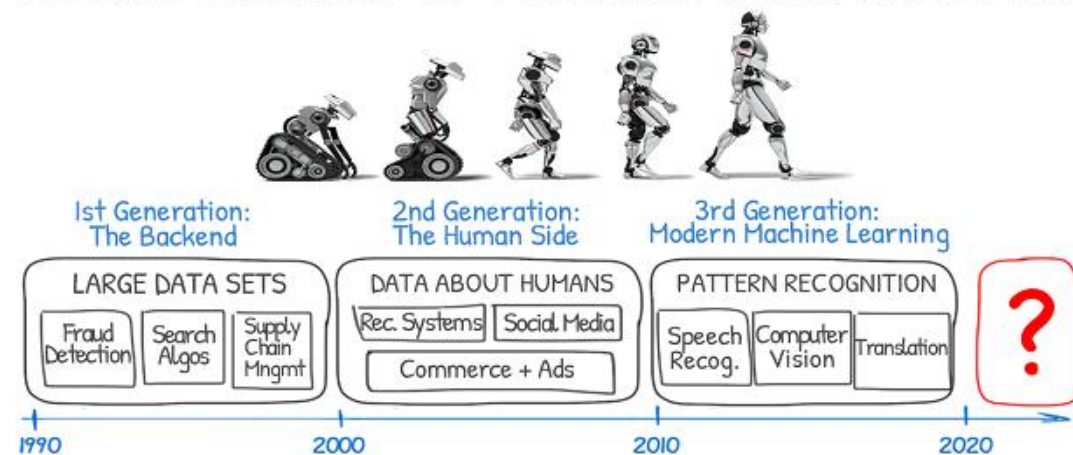 1st Generation:
The Backend
2nd Generation:
The Human Side
3rd Generation:
Modern Machine Learning
LARGE DATA SETS
Fraud
Detection
Search
Algos
Supply
Chain
Mngmt
DATA ABOUT HUMANS
Rec. Systems
Social Media
Commerce + Ads
PATTERN RECOGNITION
Speech
Recog.
Computer
Vision
Translation
?
1990
2000
2010
2020